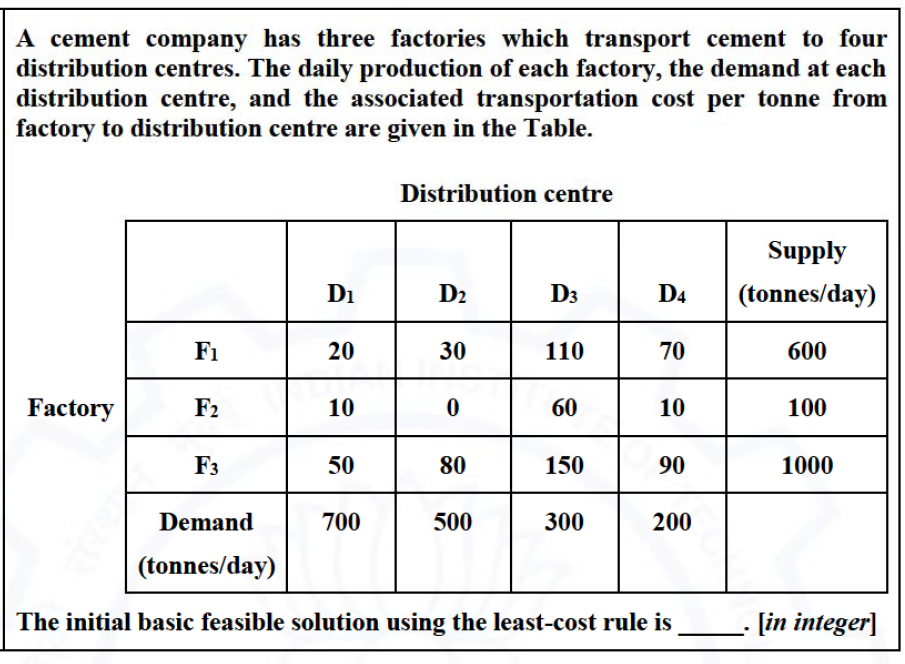 A cement company has three factories which transport cement to four
distribution centres. The daily production of each factory, the demand at each
distribution centre, and the associated transportation cost per tonne from
factory to distribution centre are given in the Table.
Distribution centre
D1 D2 D3 D4 Supply (tonnes/day)
F1 20 30 110 70 600
Factory F2 10 0 60 10 100
F3 50 80 150 90 1000
Demand (tonnes/day) 700 500 300 200
The initial basic feasible solution using the least-cost rule is _____. [in integer]